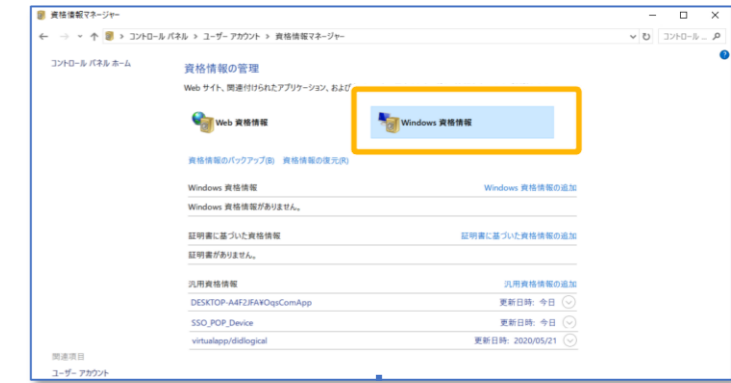 資格情報マネージャー
コントロール パネル > ユーザー アカウント > 資格情報マネージャー
コントロール ...
コントロール パネル ホーム
資格情報の管理
Web サイト、関連付けられたアプリケーション、および
Web 資格情報
Windows 資格情報
資格情報のバックアップ(B) 資格情報の復元(R)
Windows 資格情報 Windows 資格情報の追加
Windows 資格情報がありません。
証明書に基づいた資格情報 証明書に基づいた資格情報の追加
証明書がありません。
汎用資格情報 汎用資格情報の追加
DESKTOP-A4F2JFA¥OqsComApp 更新日時: 今日
SSO_POP_Device 更新日時: 今日
virtualapp/didlogical 更新日時: 2020/05/21
関連項目
ユーザー アカウント